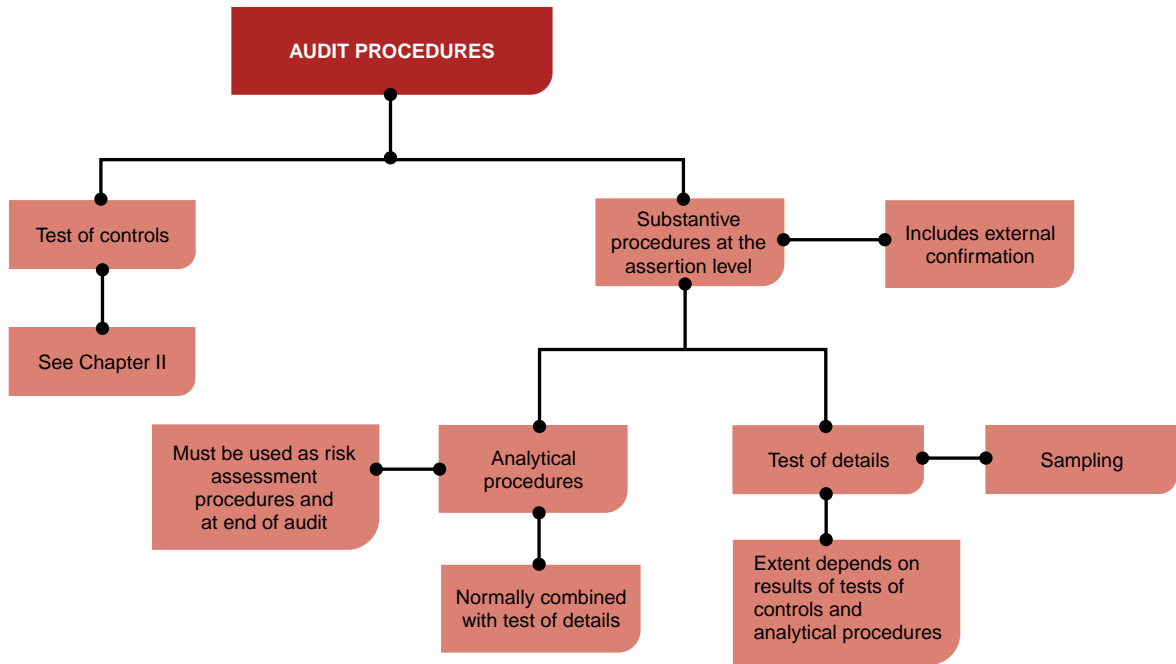 AUDIT PROCEDURES
Test of controls
See Chapter II
Substantive
procedures at the
assertion level
Includes external
confirmation
Must be used as risk
assessment
procedures and
at end of audit
Analytical
procedures
Normally combined
with test of details
Test of details
Sampling
Extent depends on
results of tests of
controls and
analytical procedures